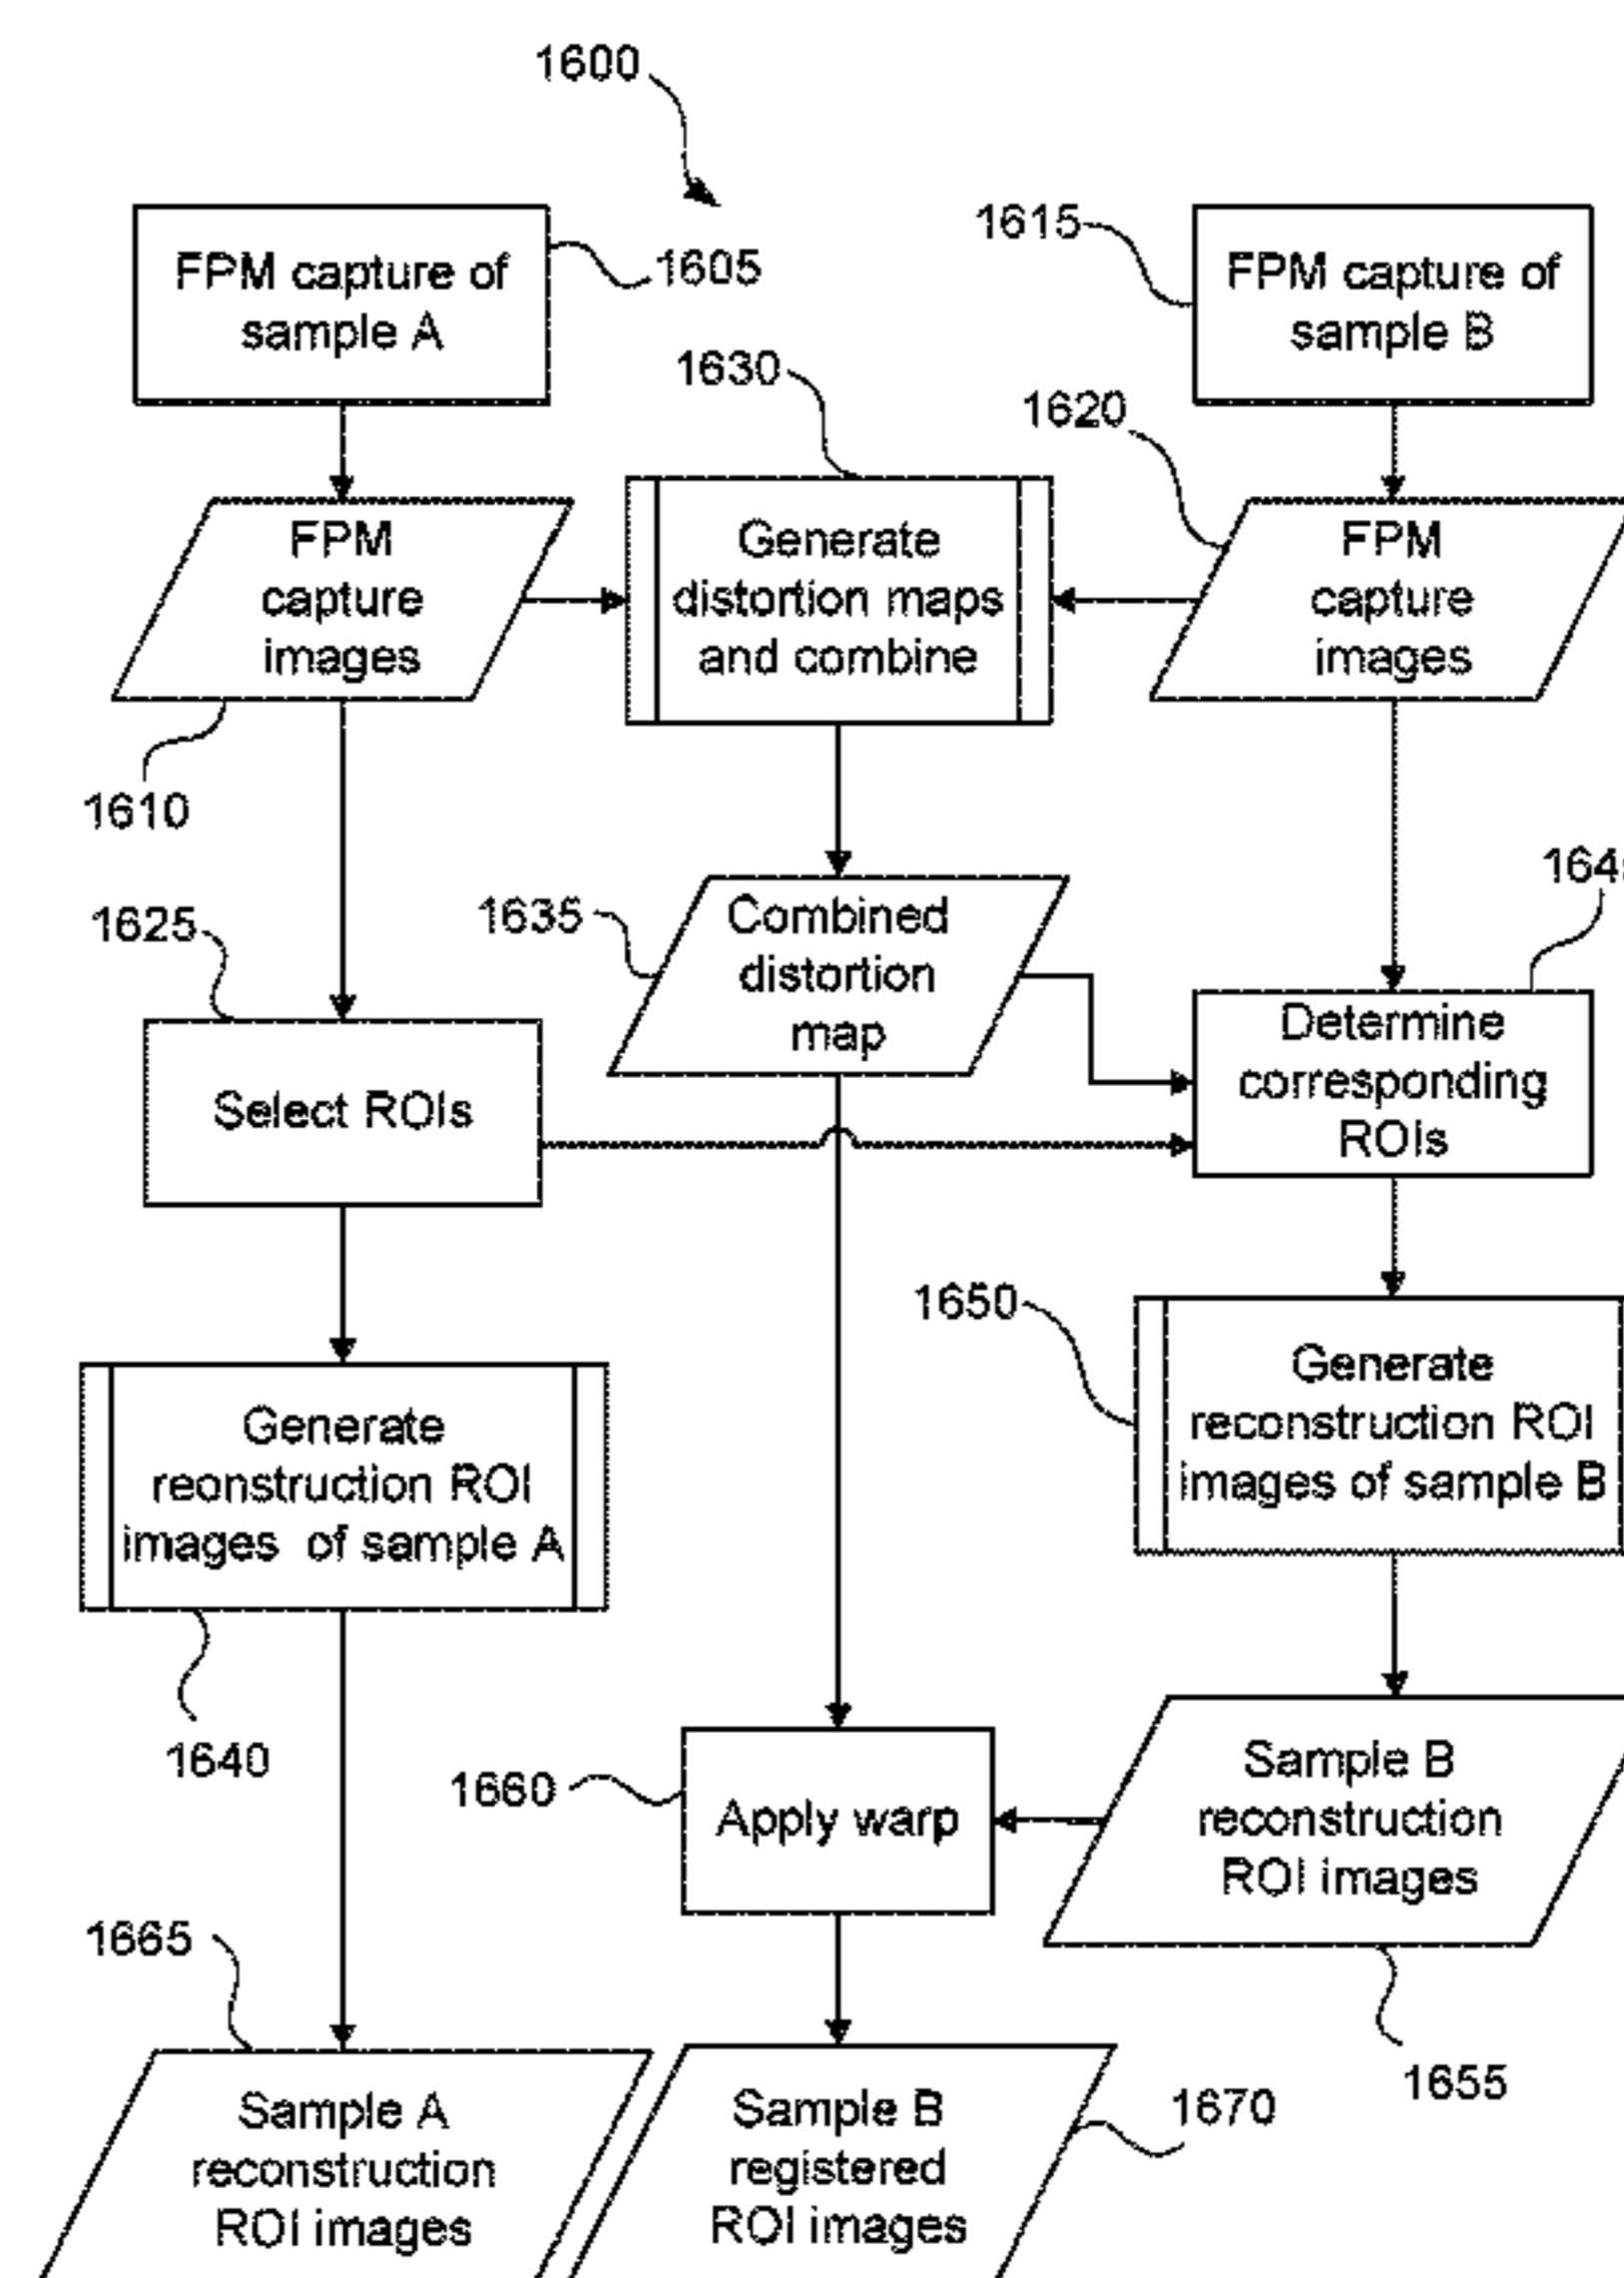 1600
FPM capture of
sample A
1605
1615
FPM capture of
sample B
1630
1620
FPM
capture
images
1610
Generate
distortion maps
and combine
FPM
capture
images
1625
Select ROIs
1635
Combined
distortion
map
Determine
corresponding
ROIs
1650
Generate
reconstruction ROI
images of sample B
Generate
reonstruction ROI
images of sample A
1640
1660
Apply warp
Sample B
reconstruction
ROI images
1655
1665
Sample A
reconstruction
ROI images
Sample B
registered
ROI images
1670